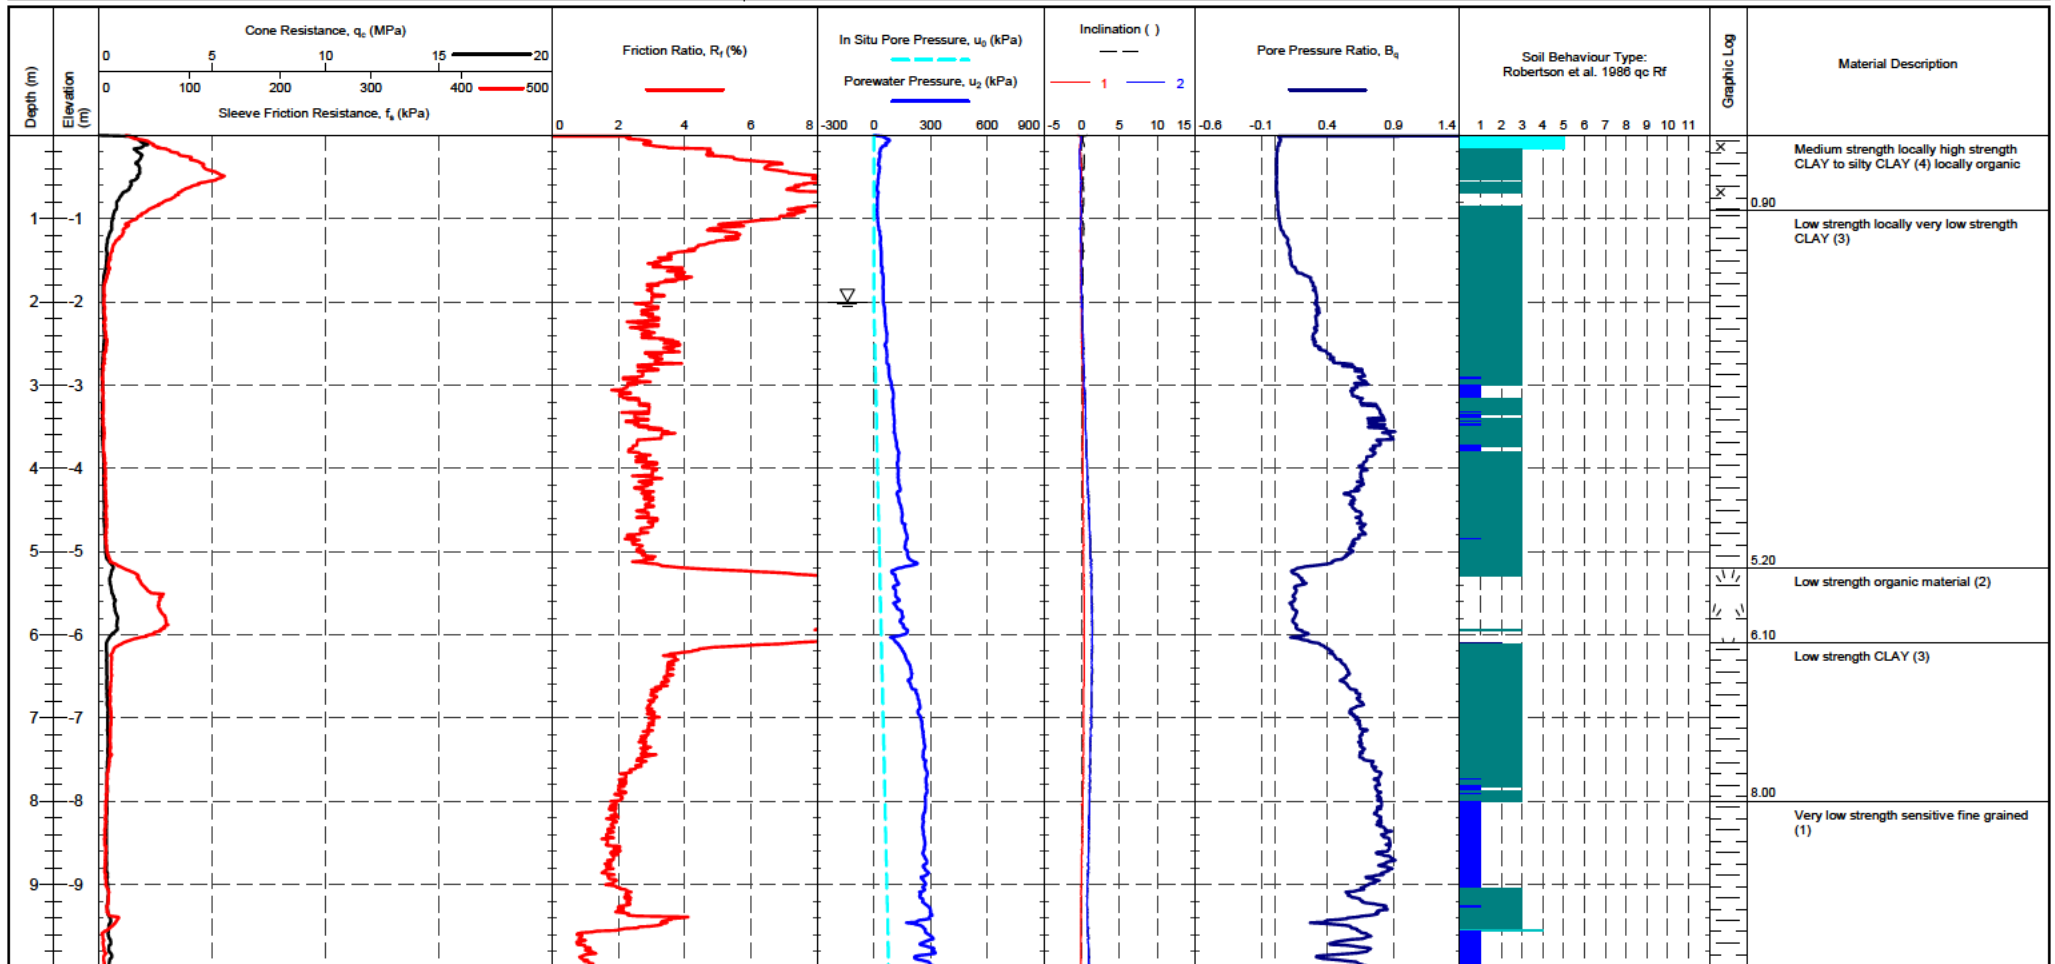 Depth (m)
Elevation (m)
Cone Resistance, qc (MPa)
0 5 10 15 20
0 100 200 300 400 500
Sleeve Friction Resistance, fs (kPa)
Friction Ratio, Rf (%)
0 2 4 6 8
In Situ Pore Pressure, u0 (kPa)
Porewater Pressure, u2 (kPa)
-300 0 300 600 900
Inclination ( )
1 2
-5 0 5 10 15
Pore Pressure Ratio, Bq
-0.6 -0.1 0.4 0.9 1.4
Soil Behaviour Type:
Robertson et al. 1986 qc Rf
1 2 3 4 5 6 7 8 9 10 11
Graphic Log
Material Description
Medium strength locally high strength
CLAY to silty CLAY (4) locally organic
0.90
1 -1
Low strength locally very low strength
CLAY (3)
2 -2
3 -3
4 -4
5 -5
5.20
Low strength organic material (2)
6 -6
6.10
Low strength CLAY (3)
7 -7
8 -8
8.00
Very low strength sensitive fine grained
(1)
9 -9